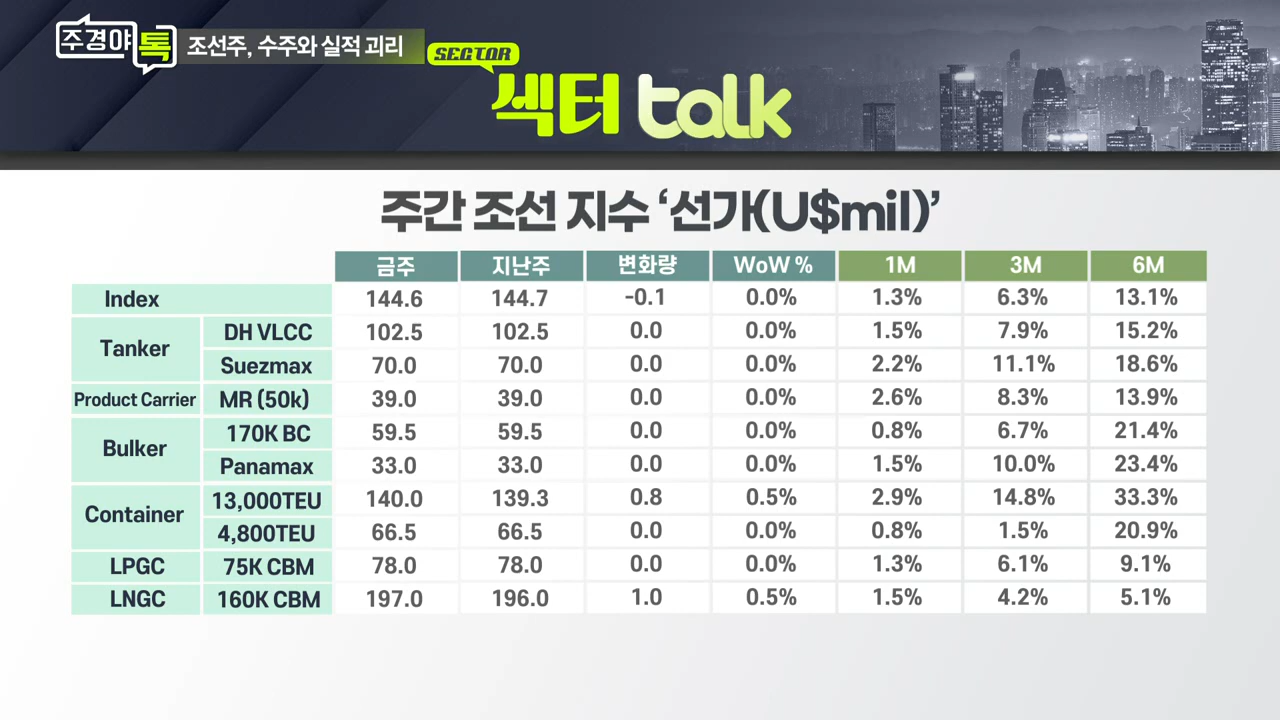 주경야톡 조선주, 수주와 실적 괴리
SECTOR
섹터 talk
주간 조선 지수 ‘선가(U$mil)’
금주 지난주 변화량 WoW % 1M 3M 6M
Index 144.6 144.7 -0.1 0.0% 1.3% 6.3% 13.1%
Tanker DH VLCC 102.5 102.5 0.0 0.0% 1.5% 7.9% 15.2%
Suezmax 70.0 70.0 0.0 0.0% 2.2% 11.1% 18.6%
Product Carrier MR (50k) 39.0 39.0 0.0 0.0% 2.6% 8.3% 13.9%
Bulker 170K BC 59.5 59.5 0.0 0.0% 0.8% 6.7% 21.4%
Panamax 33.0 33.0 0.0 0.0% 1.5% 10.0% 23.4%
Container 13,000TEU 140.0 139.3 0.8 0.5% 2.9% 14.8% 33.3%
4,800TEU 66.5 66.5 0.0 0.0% 0.8% 1.5% 20.9%
LPGC 75K CBM 78.0 78.0 0.0 0.0% 1.3% 6.1% 9.1%
LNGC 160K CBM 197.0 196.0 1.0 0.5% 1.5% 4.2% 5.1%